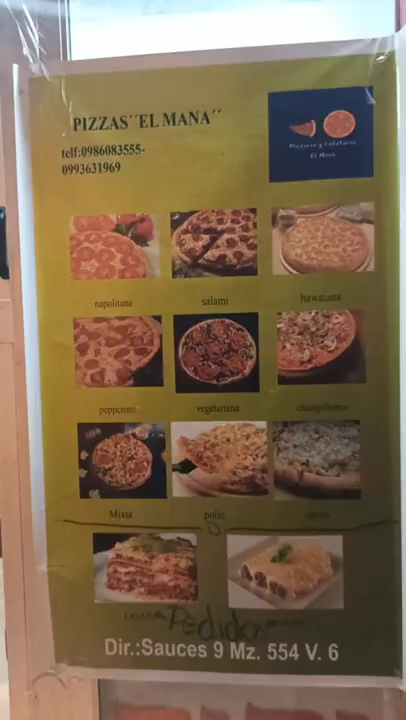 PIZZAS´´EL MANA´´
telf:0986083555-
0993631969
Pizzeria y Cafeteria
El Mana
napolitana salami hawaiana
pepperoni vegetariana champiñones
Mixta pollo
Pedidos
Dir.:Sauces 9 Mz. 554 V. 6